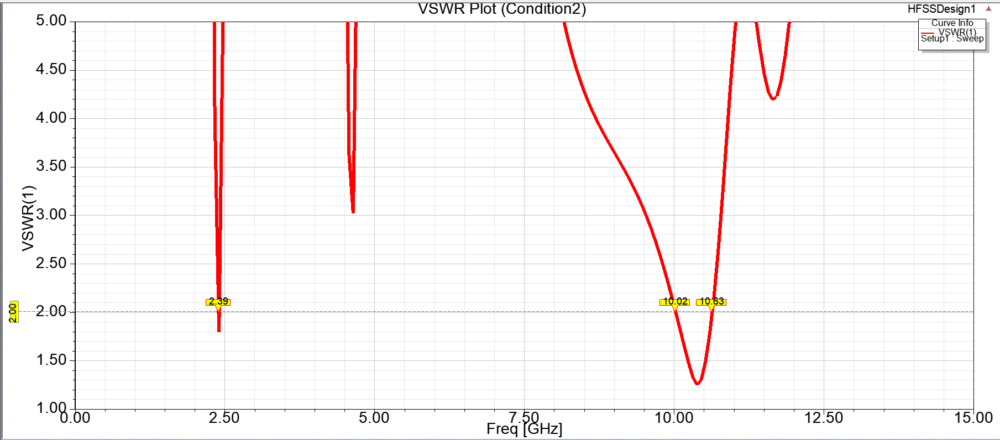 VSWR Plot (Condition2)
HFSSDesign1
Curve Info
VSWR(1)
Setup1 : Sweep
5.00
4.50
4.00
3.50
3.00
2.50
2.00
1.50
1.00
VSWR(1)
2.00
2.39
10.02
10.63
0.00
2.50
5.00
7.50
10.00
12.50
15.00
Freq [GHz]